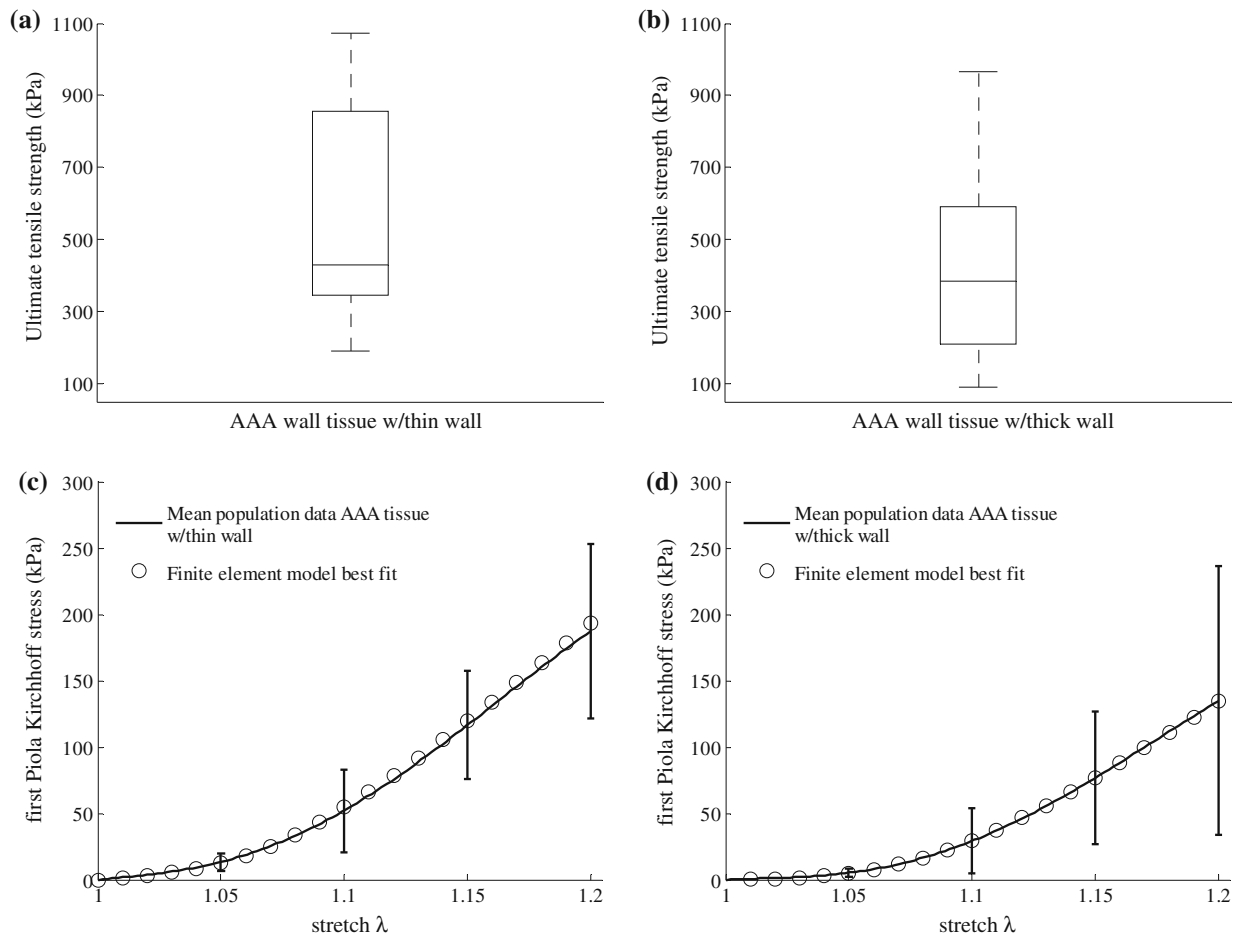 (a)
Ultimate tensile strength (kPa)
1100
900
700
500
300
100
AAA wall tissue w/thin wall
(b)
Ultimate tensile strength (kPa)
1100
900
700
500
300
100
AAA wall tissue w/thick wall
(c)
first Piola Kirchhoff stress (kPa)
300
250
200
150
100
50
0
Mean population data AAA tissue
w/thin wall
Finite element model best fit
1
1.05
1.1
1.15
1.2
stretch λ
(d)
first Piola Kirchhoff stress (kPa)
300
250
200
150
100
50
0
Mean population data AAA tissue
w/thick wall
Finite element model best fit
1
1.05
1.1
1.15
1.2
stretch λ